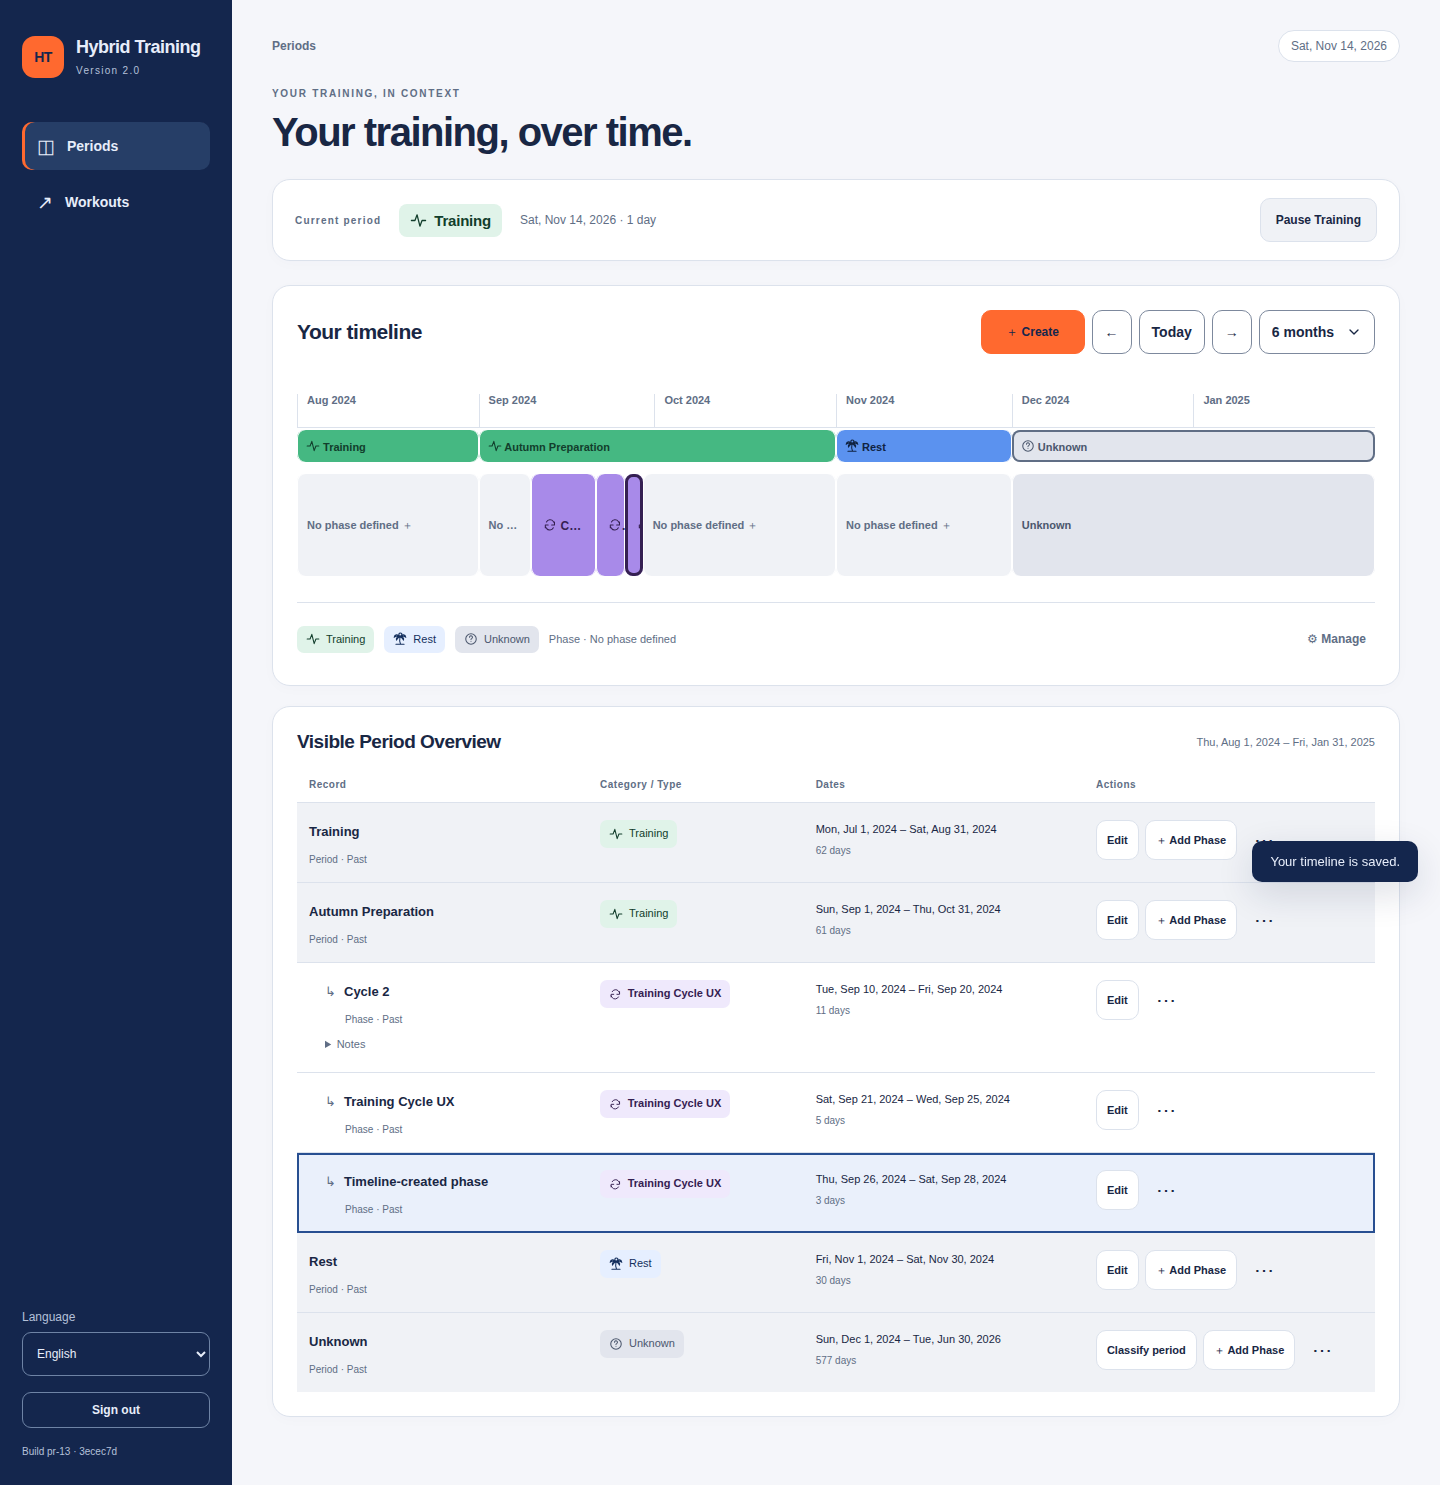 HT
Hybrid Training
Version 2.0
Periods
Workouts
Language
English
Sign out
Build pr-13 · 3ecec7d
Periods
Sat, Nov 14, 2026
YOUR TRAINING, IN CONTEXT
Your training, over time.
Current period
Training
Sat, Nov 14, 2026 · 1 day
Pause Training
Your timeline
+ Create
←
Today
→
6 months
Aug 2024
Sep 2024
Oct 2024
Nov 2024
Dec 2024
Jan 2025
Training
Autumn Preparation
Rest
Unknown
No phase defined +
No ...
C...
No phase defined +
No phase defined +
Unknown
Training
Rest
Unknown
Phase · No phase defined
⚙ Manage
Visible Period Overview
Thu, Aug 1, 2024 – Fri, Jan 31, 2025
Record
Category / Type
Dates
Actions
Training
Period · Past
Training
Mon, Jul 1, 2024 – Sat, Aug 31, 2024
62 days
Edit
+ Add Phase
Your timeline is saved.
Autumn Preparation
Period · Past
Training
Sun, Sep 1, 2024 – Thu, Oct 31, 2024
61 days
Edit
+ Add Phase
...
↳ Cycle 2
Phase · Past
▶ Notes
Training Cycle UX
Tue, Sep 10, 2024 – Fri, Sep 20, 2024
11 days
Edit
...
↳ Training Cycle UX
Phase · Past
Training Cycle UX
Sat, Sep 21, 2024 – Wed, Sep 25, 2024
5 days
Edit
...
↳ Timeline-created phase
Phase · Past
Training Cycle UX
Thu, Sep 26, 2024 – Sat, Sep 28, 2024
3 days
Edit
...
Rest
Period · Past
Rest
Fri, Nov 1, 2024 – Sat, Nov 30, 2024
30 days
Edit
+ Add Phase
...
Unknown
Period · Past
Unknown
Sun, Dec 1, 2024 – Tue, Jun 30, 2026
577 days
Classify period
+ Add Phase
...